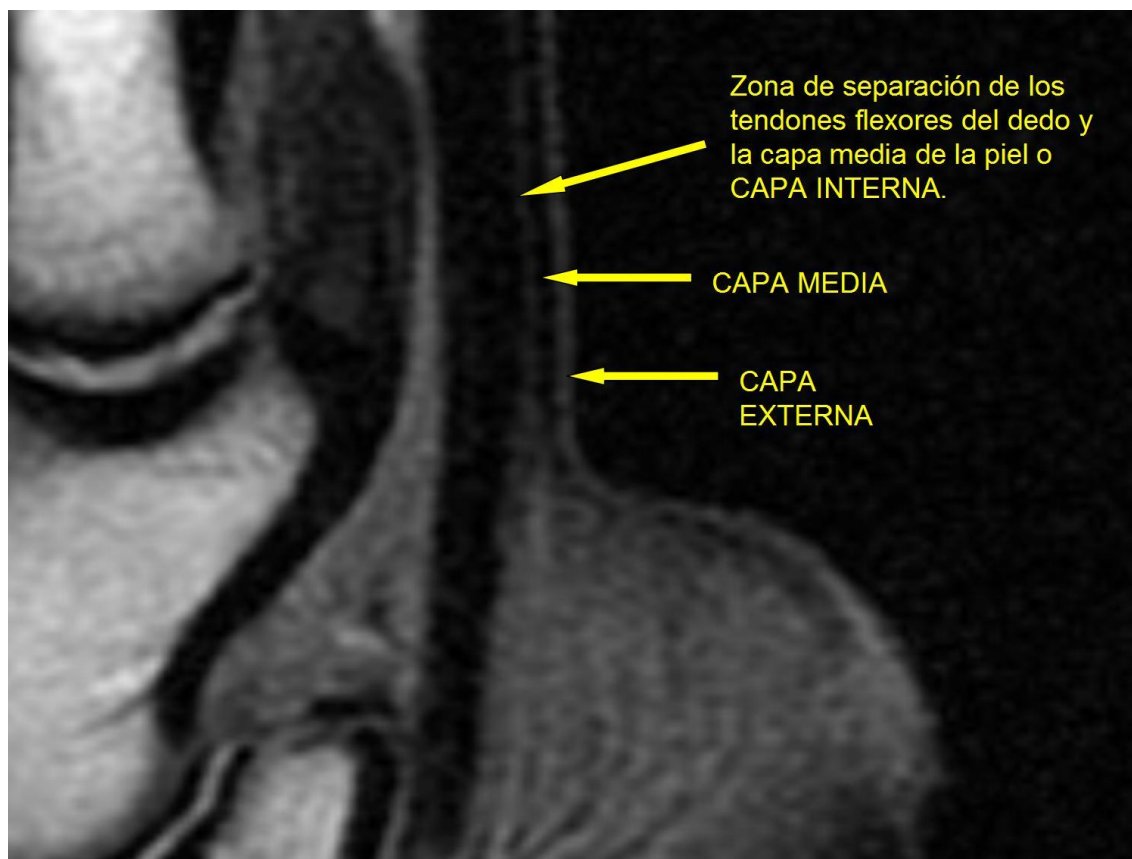 Zona de separación de los
tendones flexores del dedo y
la capa media de la piel o
CAPA INTERNA.
CAPA MEDIA
CAPA
EXTERNA